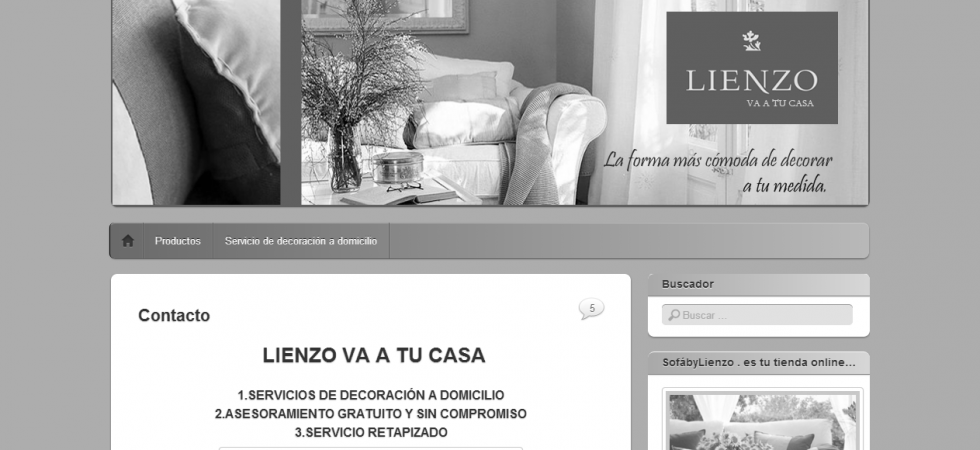 LIENZO
VA A TU CASA
La forma más cómoda de decorar
a tu medida.
Productos
Servicio de decoración a domicilio
Contacto
5
LIENZO VA A TU CASA
1.SERVICIOS DE DECORACIÓN A DOMICILIO
2.ASESORAMIENTO GRATUITO Y SIN COMPROMISO
3.SERVICIO RETAPIZADO
Buscador
Buscar ...
SofábyLienzo . es tu tienda online...